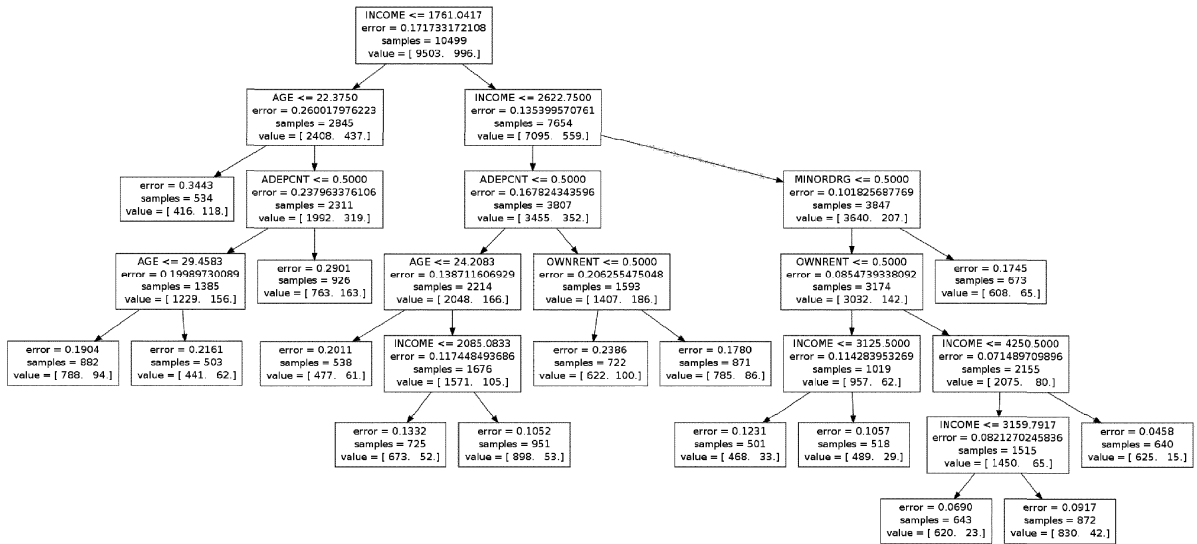 INCOME <= 1761.0417
error = 0.171733172108
samples = 10499
value = [ 9503.   996.]
AGE <= 22.3750
error = 0.260017976223
samples = 2845
value = [ 2408.   437.]
INCOME <= 2622.7500
error = 0.135399570761
samples = 7654
value = [ 7095.   559.]
error = 0.3443
samples = 534
value = [ 416.  118.]
ADEPCNT <= 0.5000
error = 0.237963376106
samples = 2311
value = [ 1992.   319.]
ADEPCNT <= 0.5000
error = 0.167824343596
samples = 3807
value = [ 3455.   352.]
MINORDRG <= 0.5000
error = 0.101825687769
samples = 3847
value = [ 3640.   207.]
AGE <= 29.4583
error = 0.19989730089
samples = 1385
value = [ 1229.   156.]
error = 0.2901
samples = 926
value = [ 763.  163.]
AGE <= 24.2083
error = 0.138711606929
samples = 2214
value = [ 2048.   166.]
OWNRENT <= 0.5000
error = 0.206255475048
samples = 1593
value = [ 1407.   186.]
OWNRENT <= 0.5000
error = 0.0854739338092
samples = 3174
value = [ 3032.   142.]
error = 0.1745
samples = 673
value = [ 608.   65.]
error = 0.1904
samples = 882
value = [ 788.   94.]
error = 0.2161
samples = 503
value = [ 441.   62.]
error = 0.2011
samples = 538
value = [ 477.   61.]
INCOME <= 2085.0833
error = 0.117448493686
samples = 1676
value = [ 1571.   105.]
error = 0.2386
samples = 722
value = [ 622.  100.]
error = 0.1780
samples = 871
value = [ 785.   86.]
INCOME <= 3125.5000
error = 0.114283953269
samples = 1019
value = [ 957.   62.]
INCOME <= 4250.5000
error = 0.071489709896
samples = 2155
value = [ 2075.    80.]
error = 0.1332
samples = 725
value = [ 673.   52.]
error = 0.1052
samples = 951
value = [ 898.   53.]
error = 0.1231
samples = 501
value = [ 468.   33.]
error = 0.1057
samples = 518
value = [ 489.   29.]
INCOME <= 3159.7917
error = 0.0821270245836
samples = 1515
value = [ 1450.    65.]
error = 0.0458
samples = 640
value = [ 625.   15.]
error = 0.0690
samples = 643
value = [ 620.   23.]
error = 0.0917
samples = 872
value = [ 830.   42.]